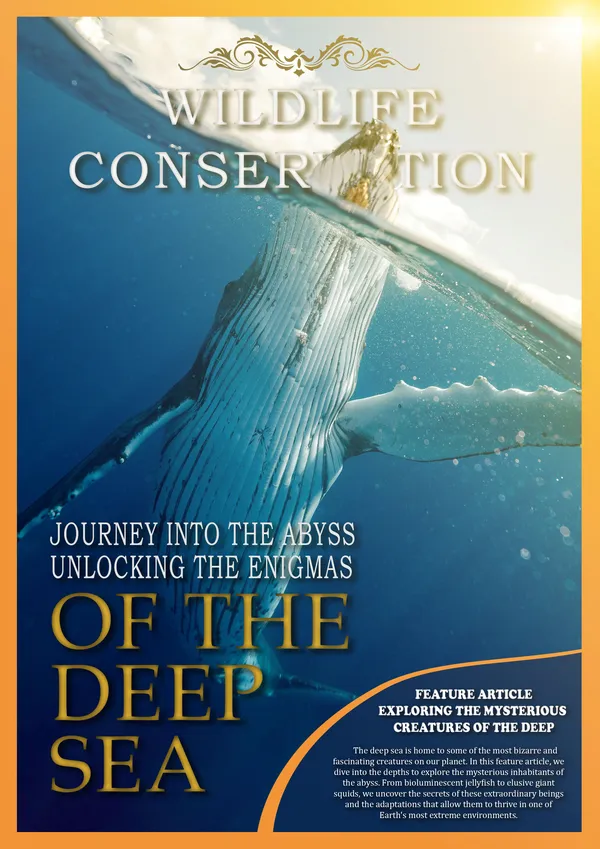 WILDLIFE
CONSERVATION
JOURNEY INTO THE ABYSS
UNLOCKING THE ENIGMAS
OF THE
DEEP
SEA
FEATURE ARTICLE
EXPLORING THE MYSTERIOUS
CREATURES OF THE DEEP
The deep sea is home to some of the most bizarre and
fascinating creatures on our planet. In this feature article, we
dive into the depths to explore the mysterious inhabitants of
the abyss. From bioluminescent jellyfish to elusive giant
squids, we uncover the secrets of these extraordinary beings
and the adaptations that allow them to thrive in one of
Earth's most extreme environments.